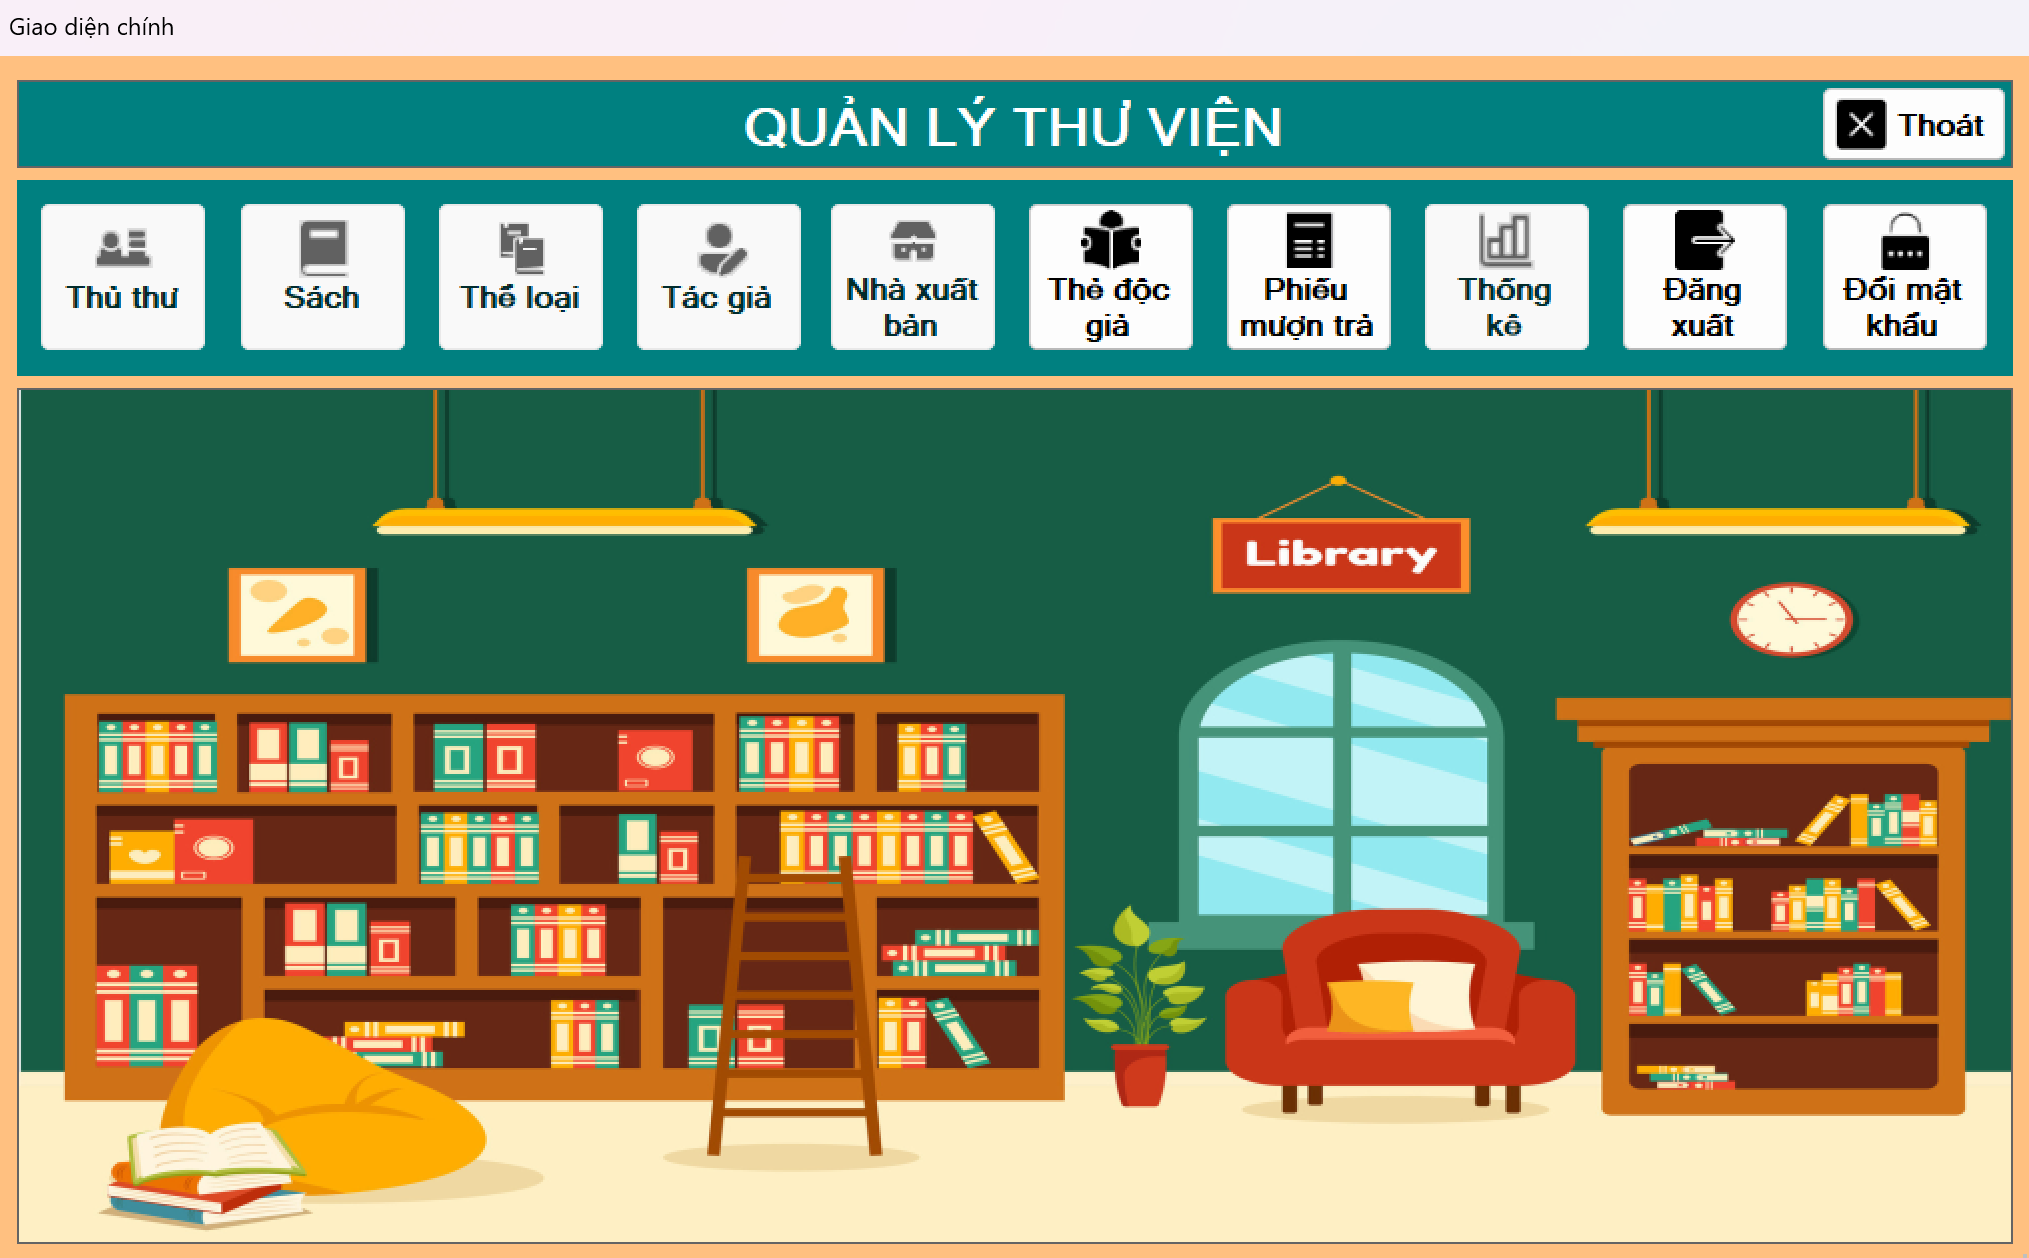 Giao diện chính
QUẢN LÝ THƯ VIỆN
Thoát
Thủ thư
Sách
Thể loại
Tác giả
Nhà xuất
bản
Thẻ độc
giả
Phiếu
mượn trả
Thống
kê
Đăng
xuất
Đổi mật
khẩu
Library